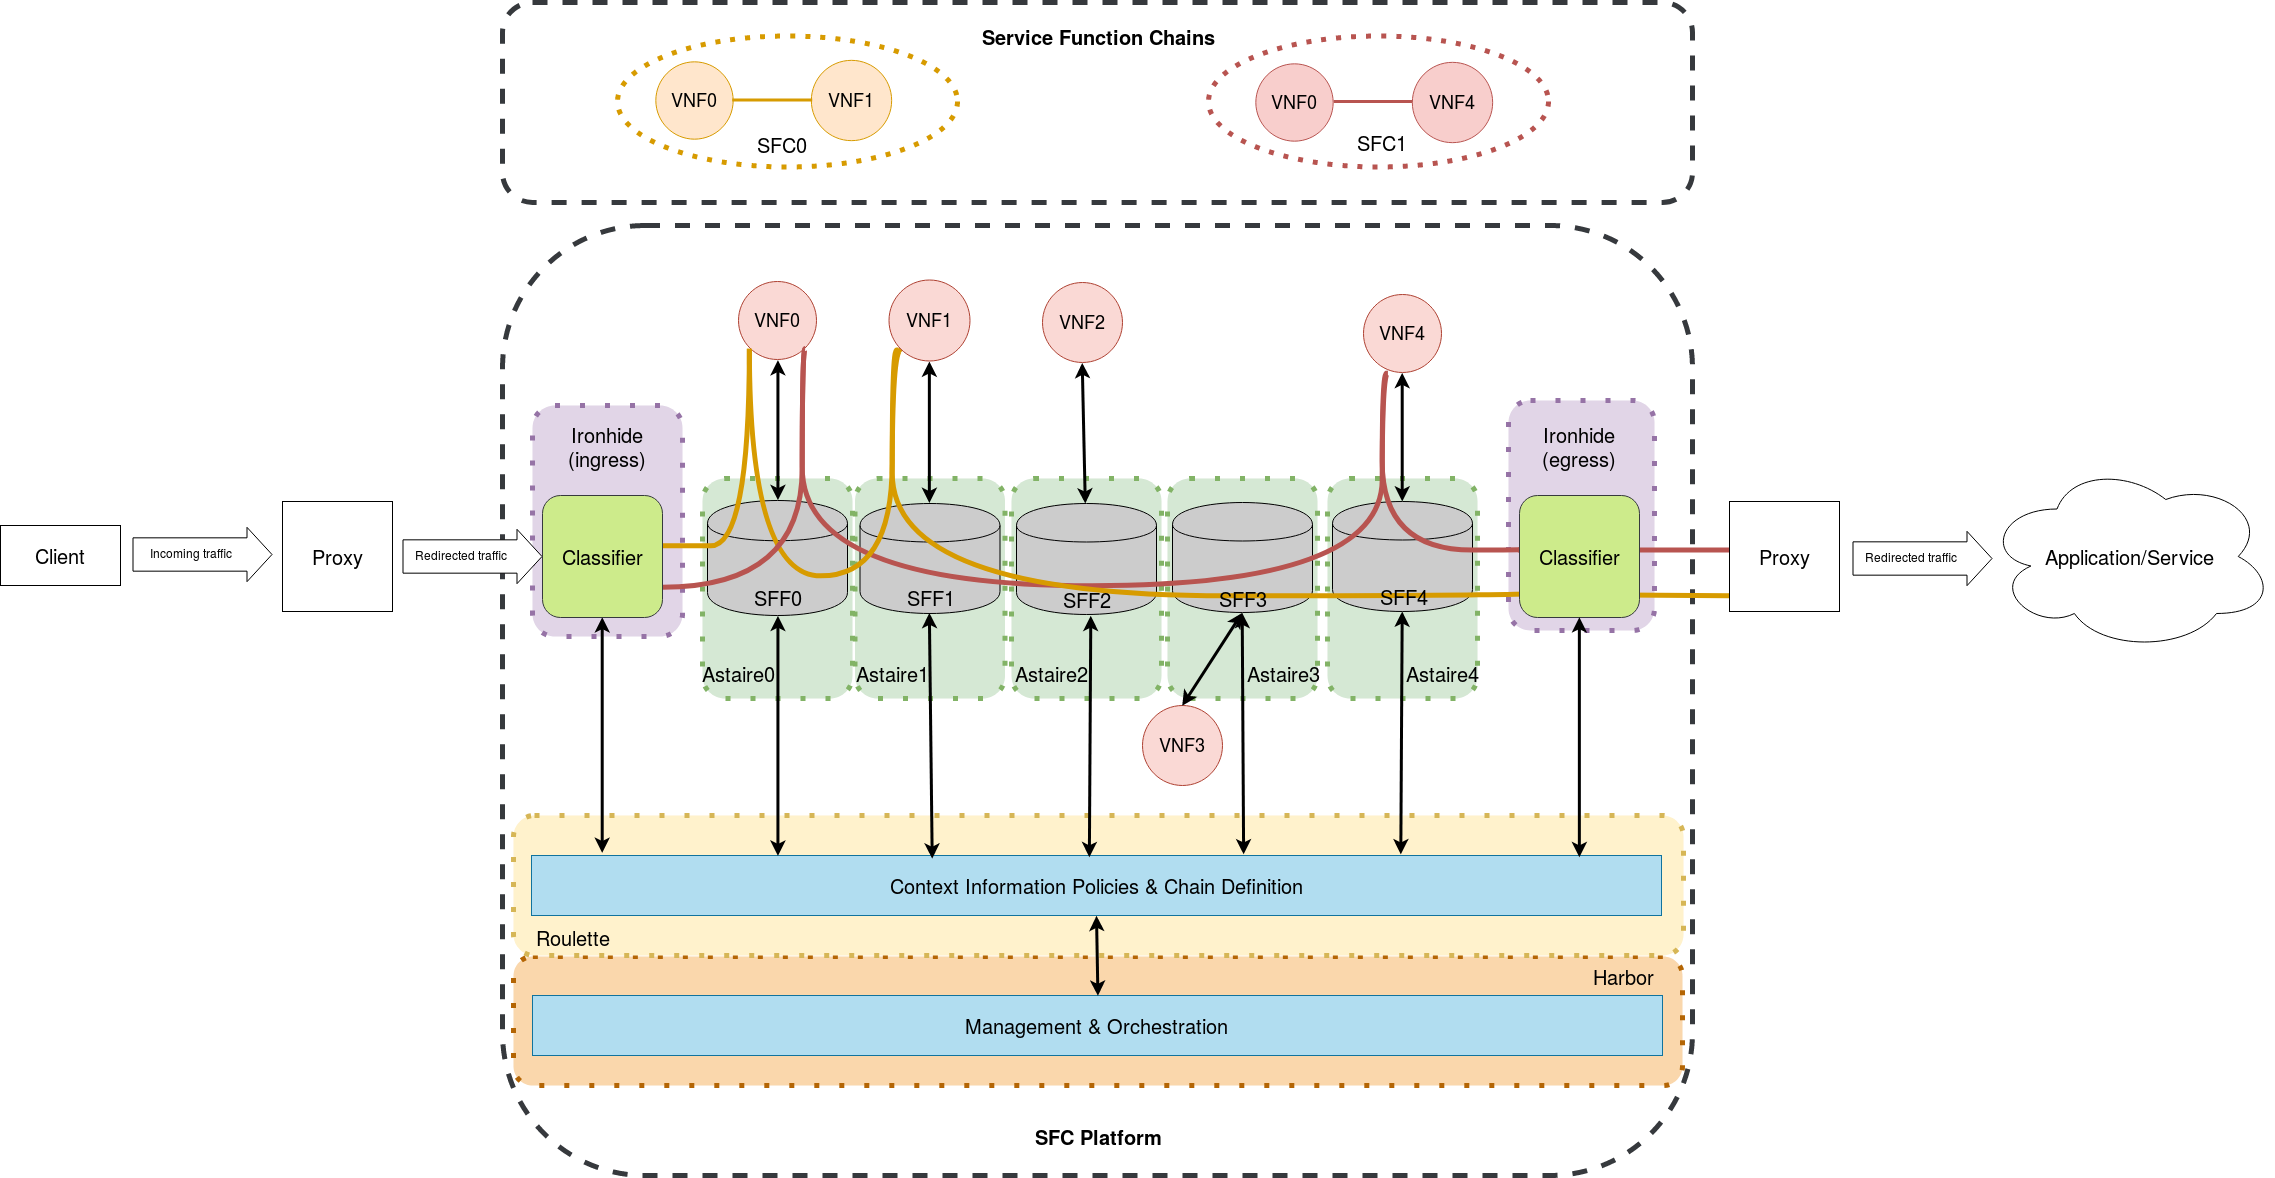 Service Function Chains
VNF0
VNF1
SFC0
VNF0
VNF4
SFC1
VNF0
VNF1
VNF2
VNF4
Ironhide
(ingress)
Ironhide
(egress)
Client
Incoming traffic
Proxy
Redirected traffic
Classifier
SFF0
SFF1
SFF2
SFF3
SFF4
Classifier
Proxy
Redirected traffic
Application/Service
Astaire0
Astaire1
Astaire2
Astaire3
Astaire4
VNF3
Context Information Policies & Chain Definition
Roulette
Harbor
Management & Orchestration
SFC Platform